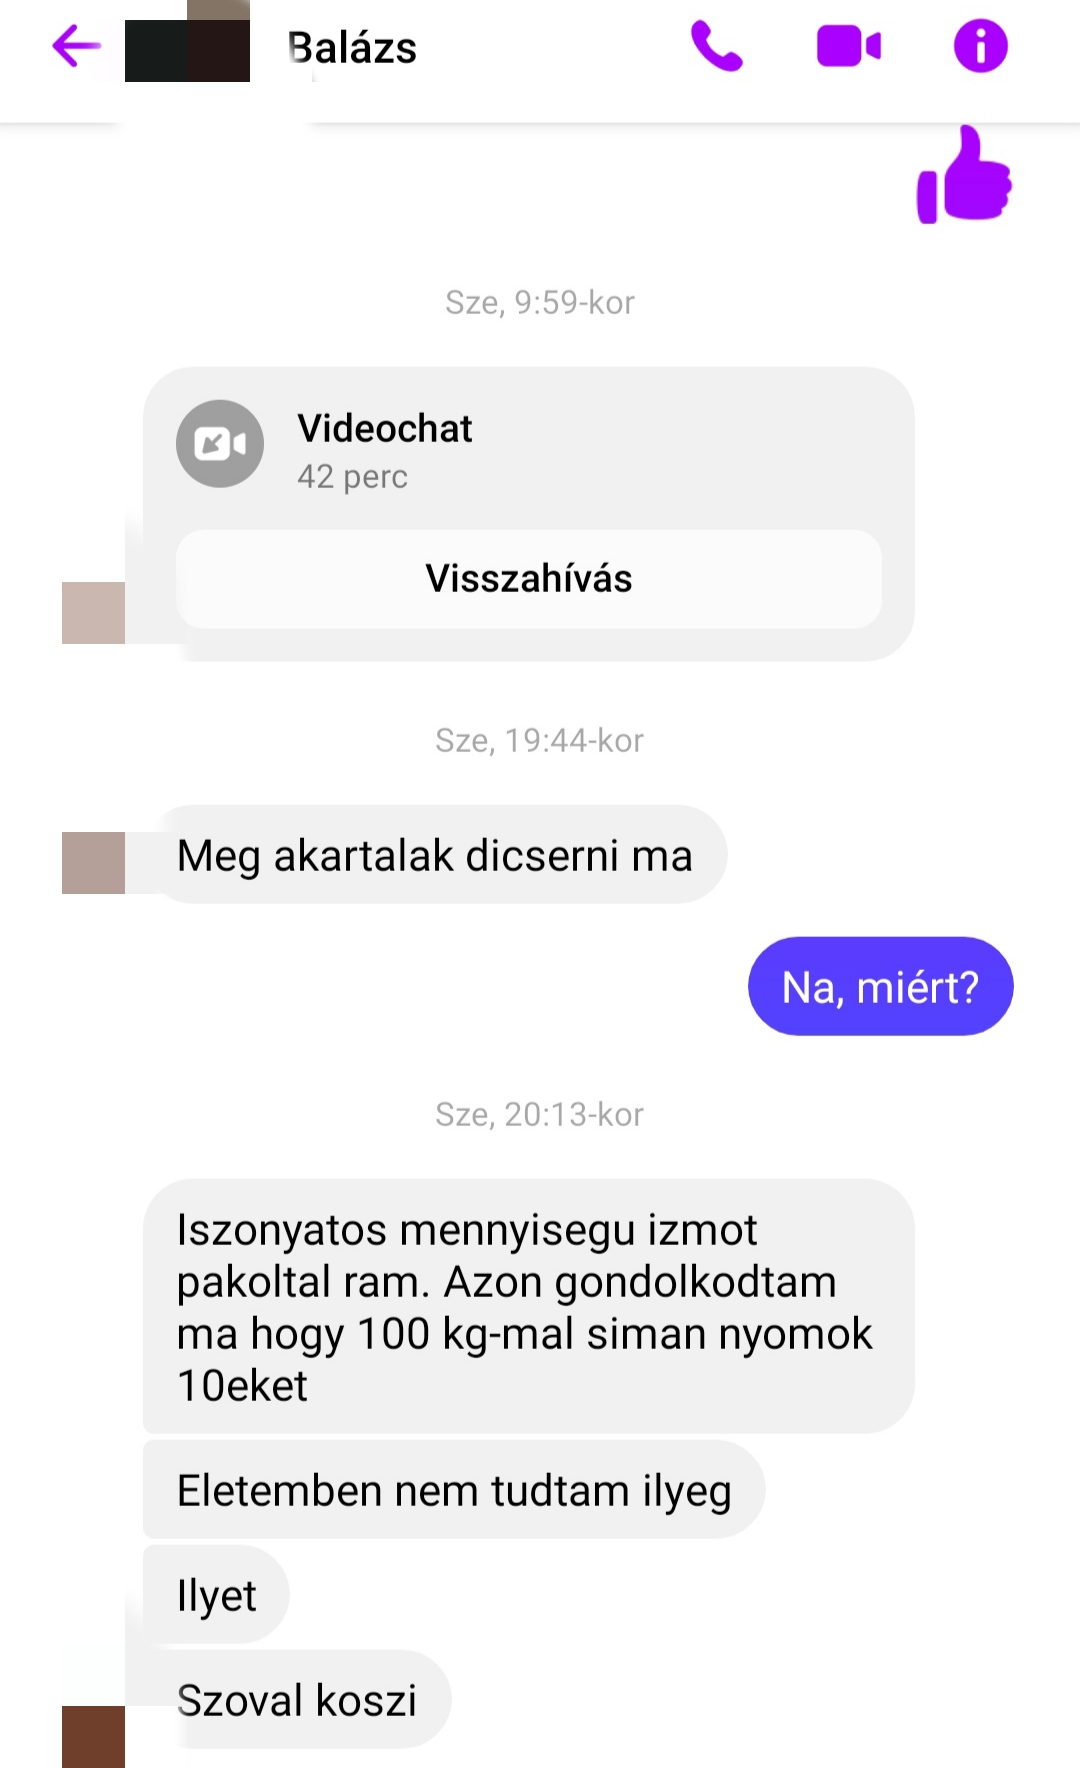 Balázs
Sze, 9:59-kor
Videochat
42 perc
Visszahívás
Sze, 19:44-kor
Meg akartalak dicserni ma
Na, miért?
Sze, 20:13-kor
Iszonyatos mennyisegu izmot
pakoltal ram. Azon gondolkodtam
ma hogy 100 kg-mal siman nyomok
10eket
Eletemben nem tudtam ilyeg
Ilyet
Szoval koszi